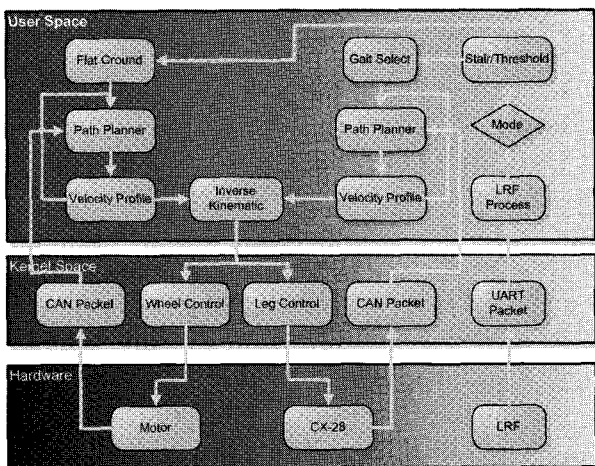 User Space
Flat Ground
Gait Select
Stair/Threshold
Path Planner
Path Planner
Mode
Velocity Profile
Inverse
Kinematic
Velocity Profile
LRF
Process
Kernel Space
CAN Packet
Wheel Control
Leg Control
CAN Packet
UART
Packet
Hardware
Motor
CX-28
LRF